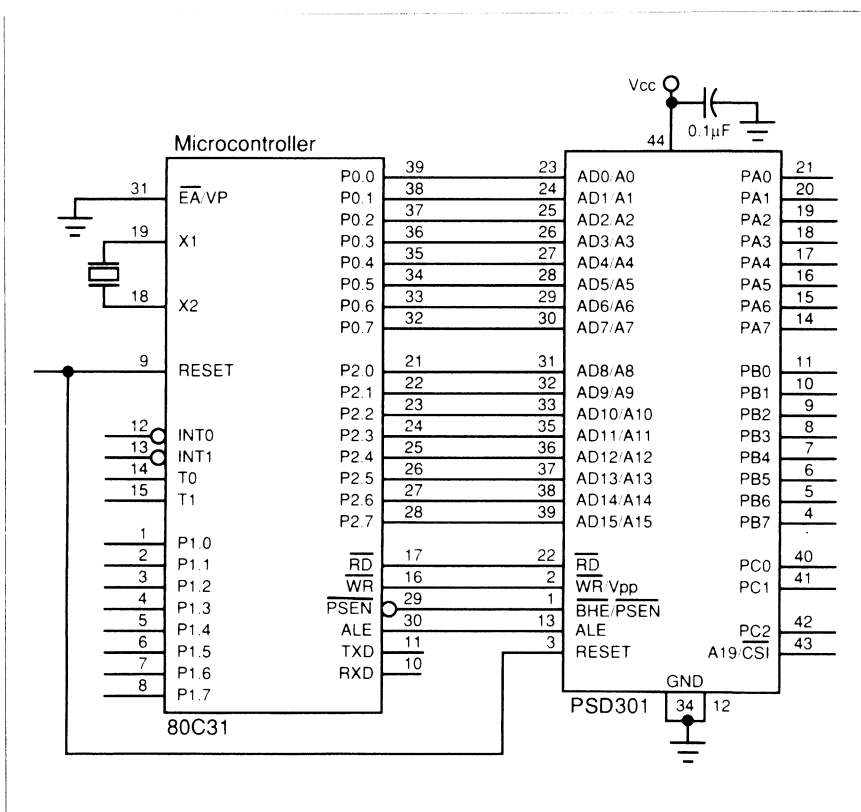 Vcc
0.1µF
44
Microcontroller
31 EA/VP
19 X1
18 X2
9 RESET
12 INT0
13 INT1
14 T0
15 T1
1 P1.0
2 P1.1
3 P1.2
4 P1.3
5 P1.4
6 P1.5
7 P1.6
8 P1.7
P0.0 39
P0.1 38
P0.2 37
P0.3 36
P0.4 35
P0.5 34
P0.6 33
P0.7 32
P2.0 21
P2.1 22
P2.2 23
P2.3 24
P2.4 25
P2.5 26
P2.6 27
P2.7 28
RD 17
WR 16
PSEN 29
ALE 30
TXD 11
RXD 10
80C31
23 AD0/A0
24 AD1/A1
25 AD2/A2
26 AD3/A3
27 AD4/A4
28 AD5/A5
29 AD6/A6
30 AD7/A7
31 AD8/A8
32 AD9/A9
33 AD10/A10
35 AD11/A11
36 AD12/A12
37 AD13/A13
38 AD14/A14
39 AD15/A15
22 RD
2 WR/Vpp
1 BHE/PSEN
13 ALE
3 RESET
PA0 21
PA1 20
PA2 19
PA3 18
PA4 17
PA5 16
PA6 15
PA7 14
PB0 11
PB1 10
PB2 9
PB3 8
PB4 7
PB5 6
PB6 5
PB7 4
PC0 40
PC1 41
PC2 42
A19/CSI 43
GND
PSD301
34 12